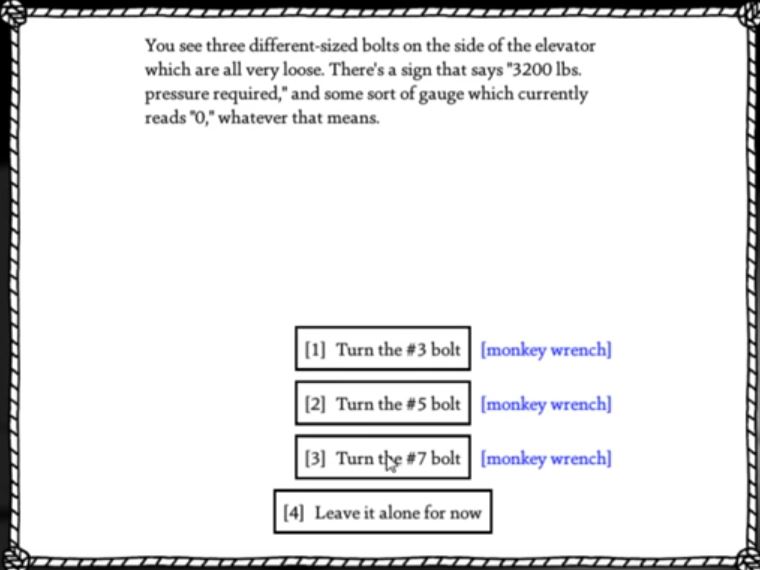 You see three different-sized bolts on the side of the elevator
which are all very loose. There's a sign that says "3200 lbs.
pressure required," and some sort of gauge which currently
reads "0," whatever that means.
[1] Turn the #3 bolt [monkey wrench]
[2] Turn the #5 bolt [monkey wrench]
[3] Turn the #7 bolt [monkey wrench]
[4] Leave it alone for now